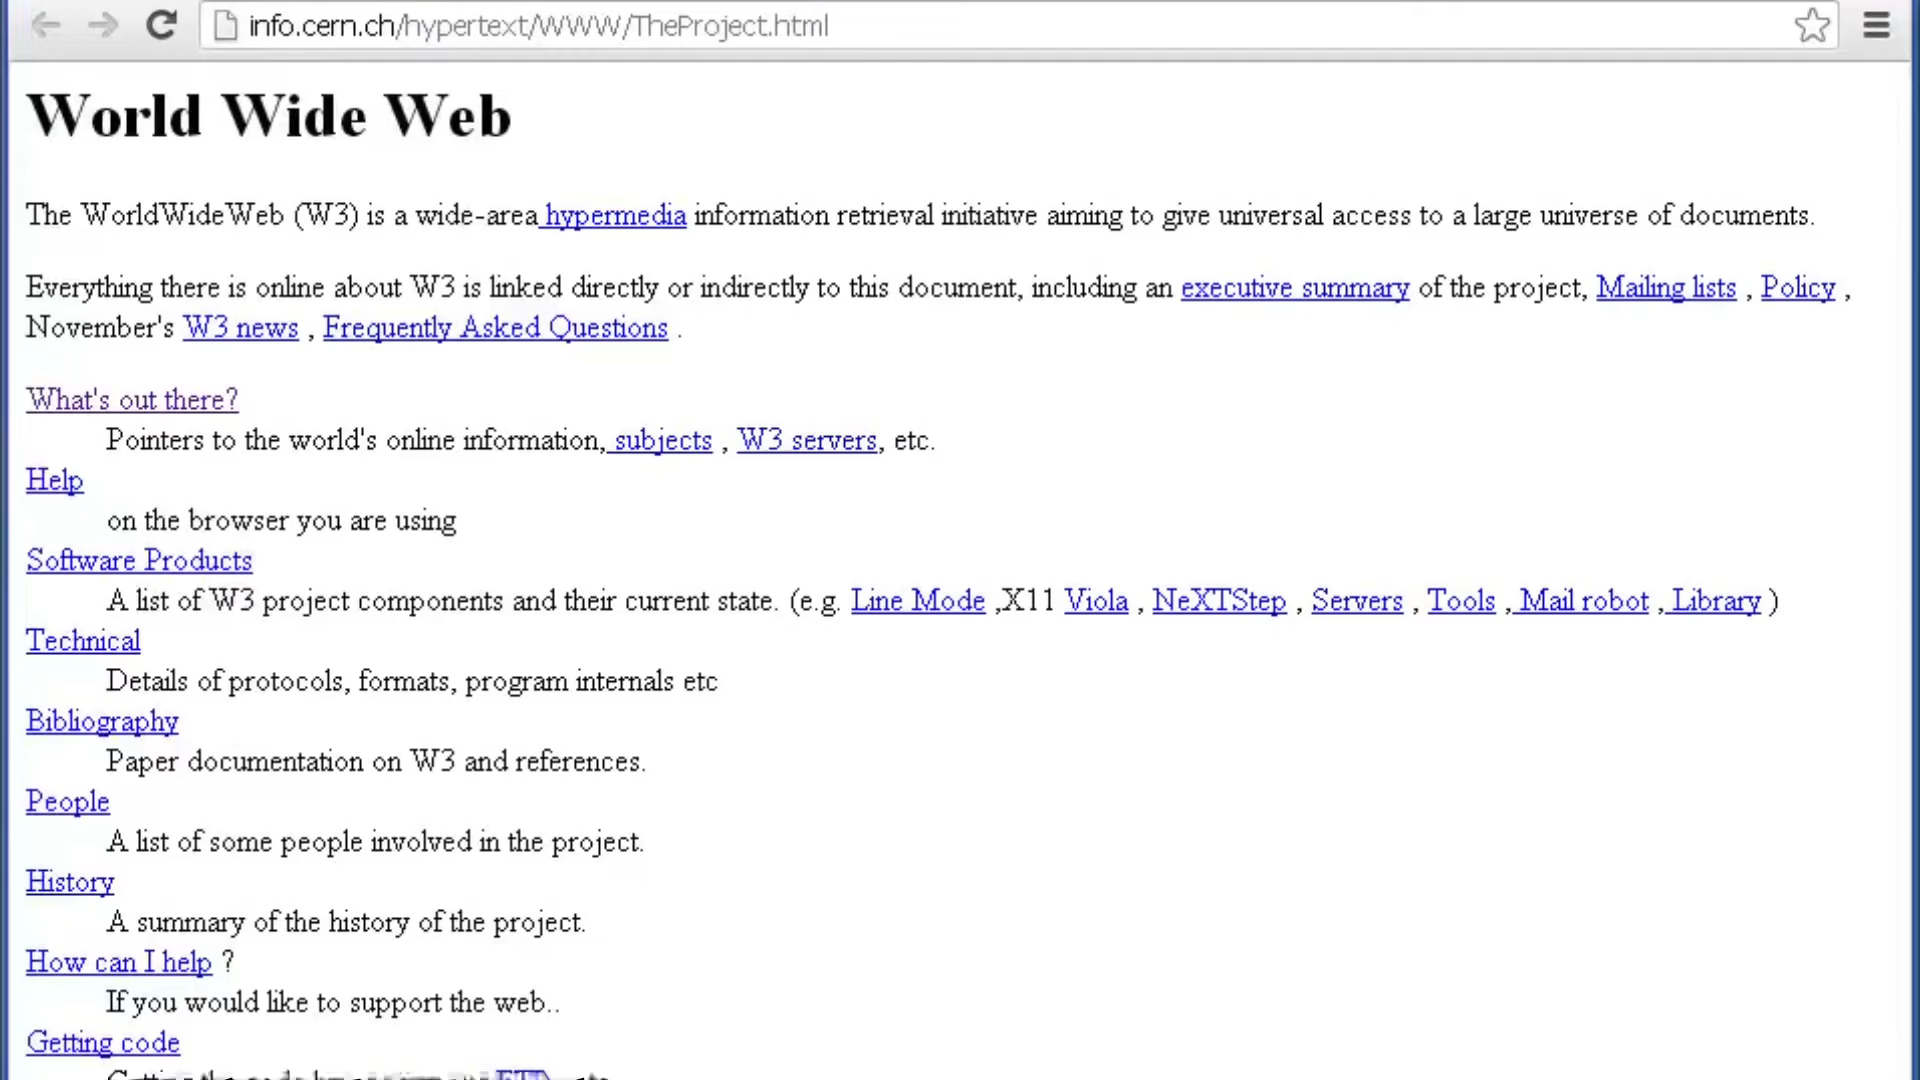 info.cern.ch/hypertext/WWW/TheProject.html
World Wide Web
The WorldWideWeb (W3) is a wide-area hypermedia information retrieval initiative aiming to give universal access to a large universe of documents.
Everything there is online about W3 is linked directly or indirectly to this document, including an executive summary of the project, Mailing lists , Policy ,
November's W3 news , Frequently Asked Questions .
What's out there?
Pointers to the world's online information, subjects , W3 servers, etc.
Help
on the browser you are using
Software Products
A list of W3 project components and their current state. (e.g. Line Mode ,X11 Viola , NeXTStep , Servers , Tools , Mail robot , Library )
Technical
Details of protocols, formats, program internals etc
Bibliography
Paper documentation on W3 and references.
People
A list of some people involved in the project.
History
A summary of the history of the project.
How can I help ?
If you would like to support the web..
Getting code